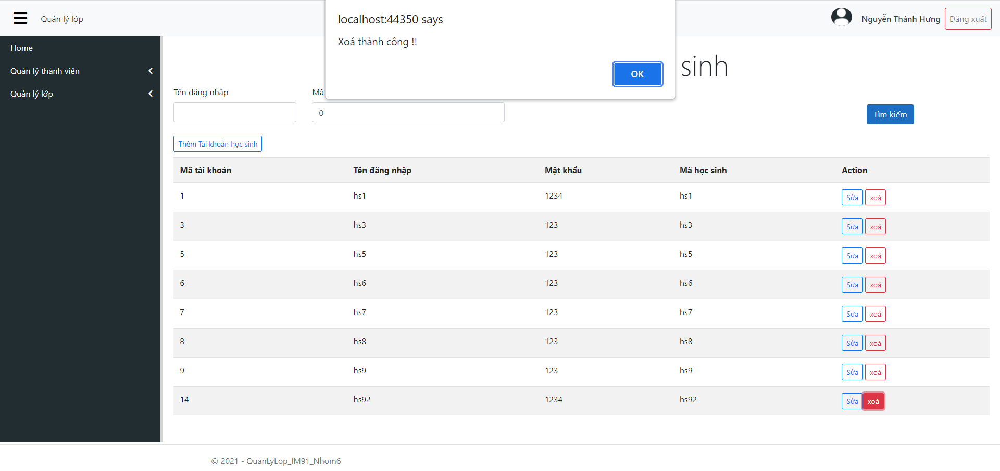 Quản lý lớp
localhost:44350 says
Xoá thành công !!
OK
Nguyễn Thành Hưng
Đăng xuất
Home
Quản lý thành viên
Quản lý lớp
sinh
Tên đăng nhâp
Mã
0
Tìm kiếm
Thêm Tài khoản học sinh
Mã tài khoản Tên đăng nhập Mật khẩu Mã học sinh Action
1 hs1 1234 hs1 Sửa xoá
3 hs3 123 hs3 Sửa xoá
5 hs5 123 hs5 Sửa xoá
6 hs6 123 hs6 Sửa xoá
7 hs7 123 hs7 Sửa xoá
8 hs8 123 hs8 Sửa xoá
9 hs9 123 hs9 Sửa xoá
14 hs92 1234 hs92 Sửa xoá
© 2021 - QuanLyLop_IM91_Nhom6